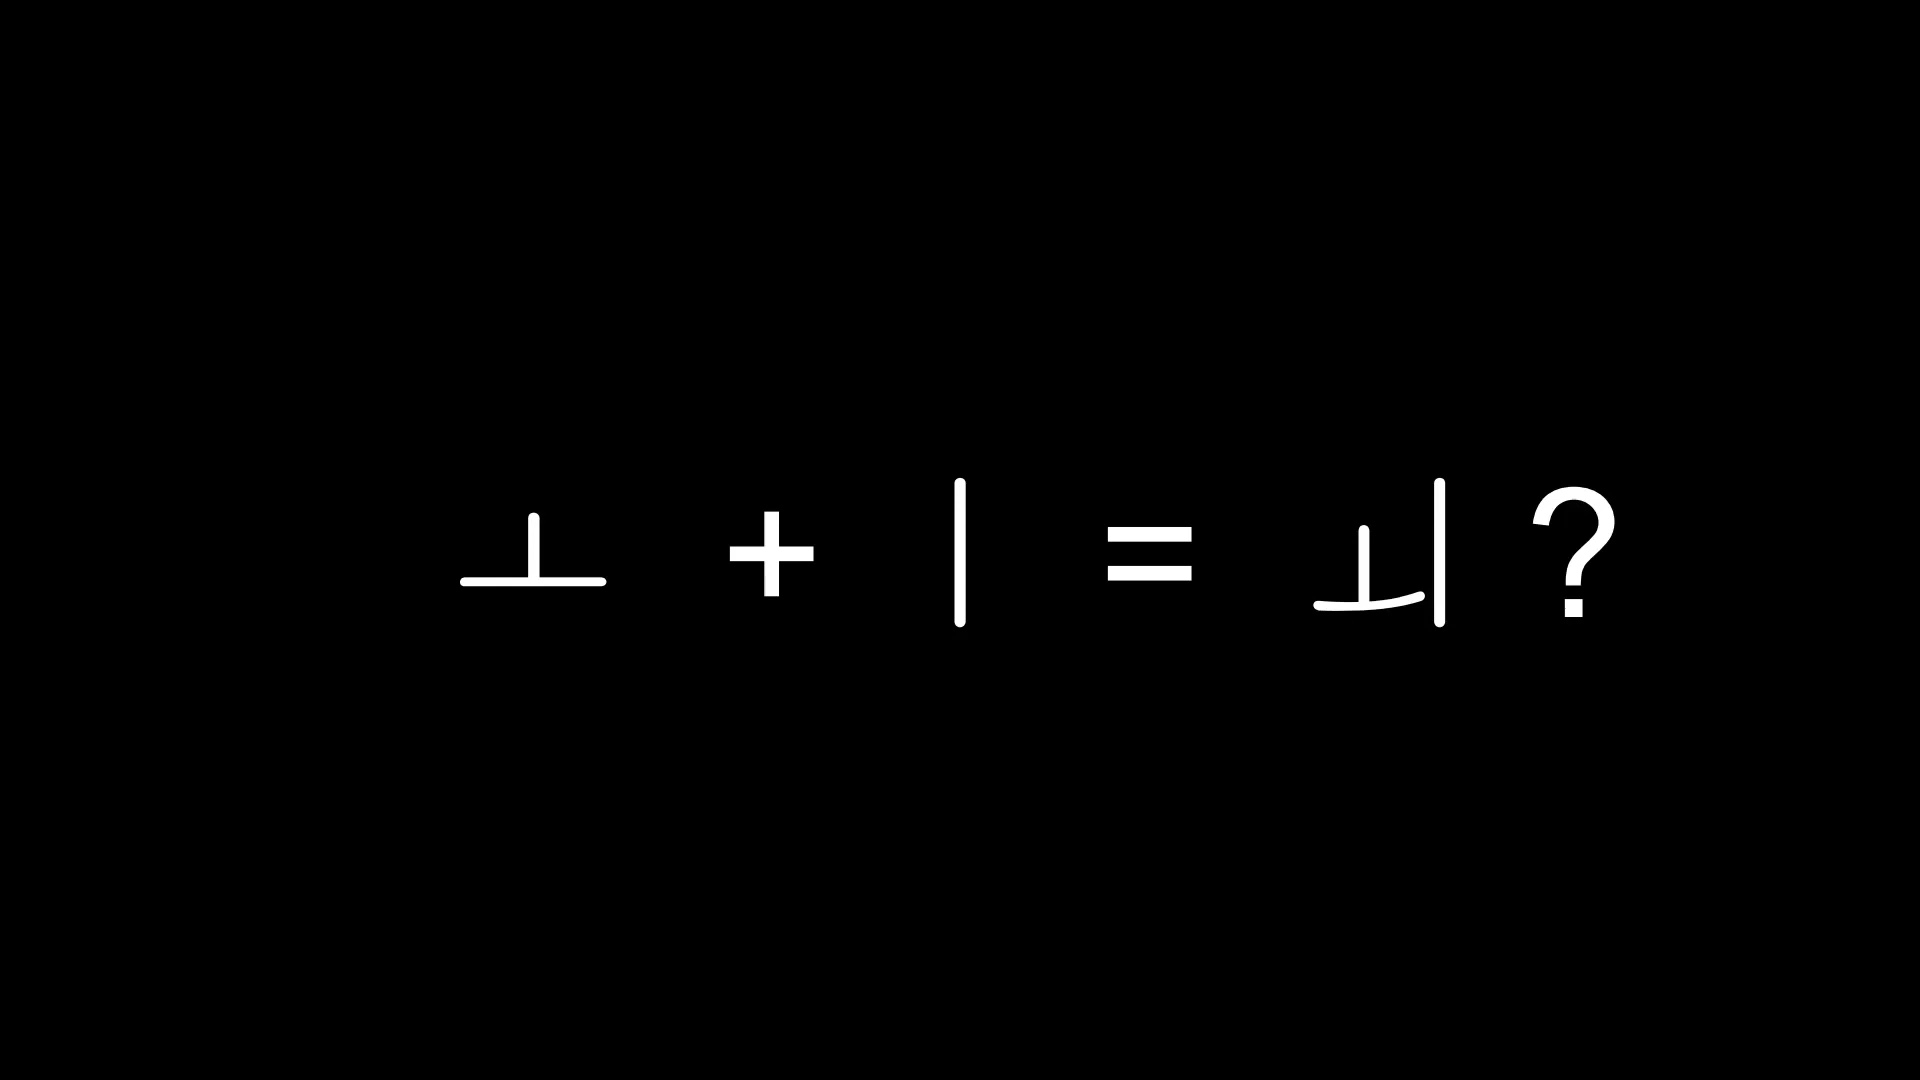 ㅗ + ㅣ = ㅚ ?